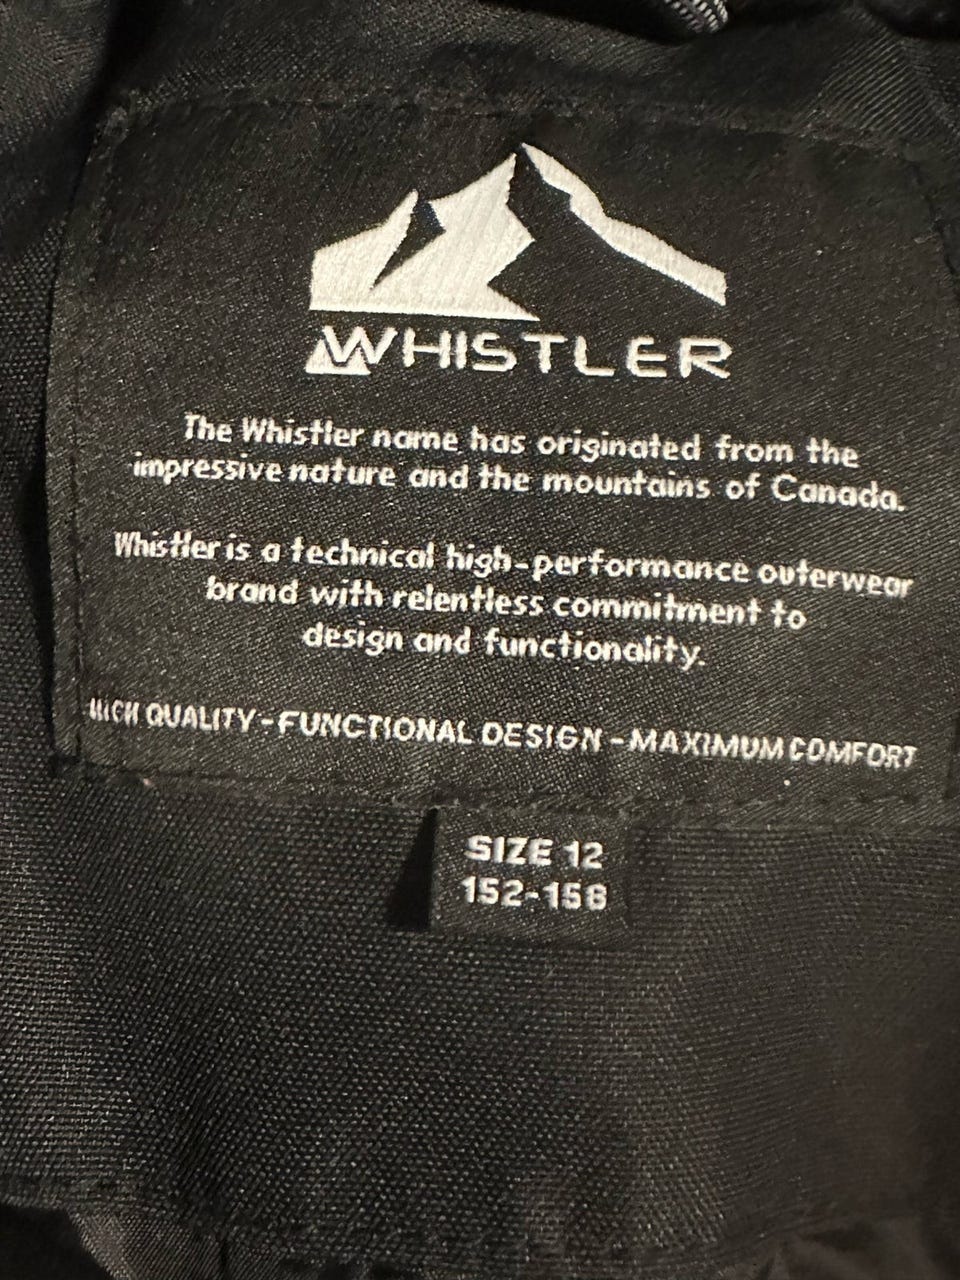 WHISTLER
The Whistler name has originated from the
impressive nature and the mountains of Canada.
Whistler is a technical high-performance outerwear
brand with relentless commitment to
design and functionality.
HIGH QUALITY - FUNCTIONAL DESIGN - MAXIMUM COMFORT
SIZE 12
152-158